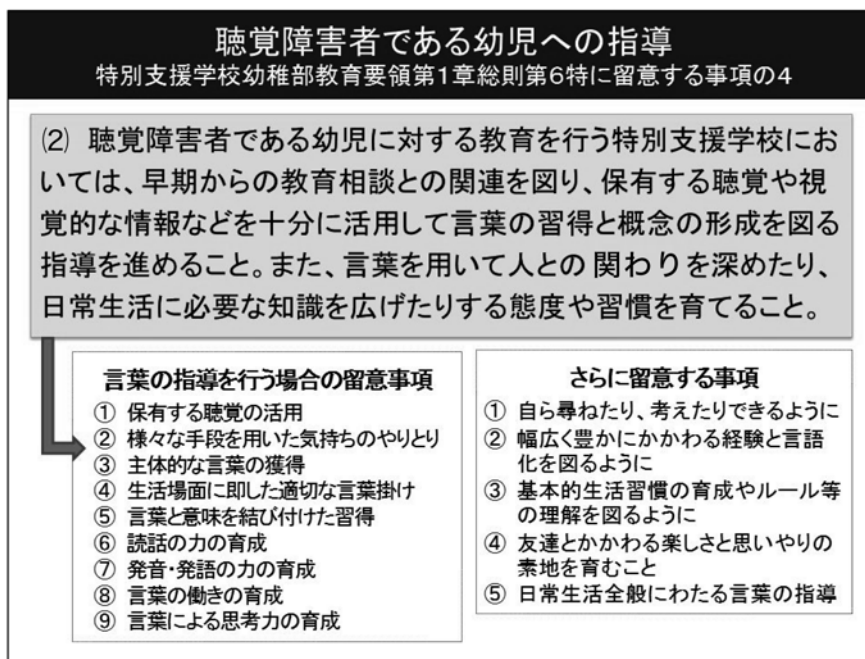 聴覚障害者である幼児への指導
特別支援学校幼稚部教育要領第1章総則第6特に留意する事項の4
⑵ 聴覚障害者である幼児に対する教育を行う特別支援学校にお
いては、早期からの教育相談との関連を図り、保有する聴覚や視
覚的な情報などを十分に活用して言葉の習得と概念の形成を図る
指導を進めること。また、言葉を用いて人との関わりを深めたり、
日常生活に必要な知識を広げたりする態度や習慣を育てること。
言葉の指導を行う場合の留意事項
① 保有する聴覚の活用
② 様々な手段を用いた気持ちのやりとり
③ 主体的な言葉の獲得
④ 生活場面に即した適切な言葉掛け
⑤ 言葉と意味を結び付けた習得
⑥ 読話の力の育成
⑦ 発音・発語の力の育成
⑧ 言葉の働きの育成
⑨ 言葉による思考力の育成
さらに留意する事項
① 自ら尋ねたり、考えたりできるように
② 幅広く豊かにかかわる経験と言語
化を図るように
③ 基本的生活習慣の育成やルール等
の理解を図るように
④ 友達とかかわる楽しさと思いやりの
素地を育むこと
⑤ 日常生活全般にわたる言葉の指導